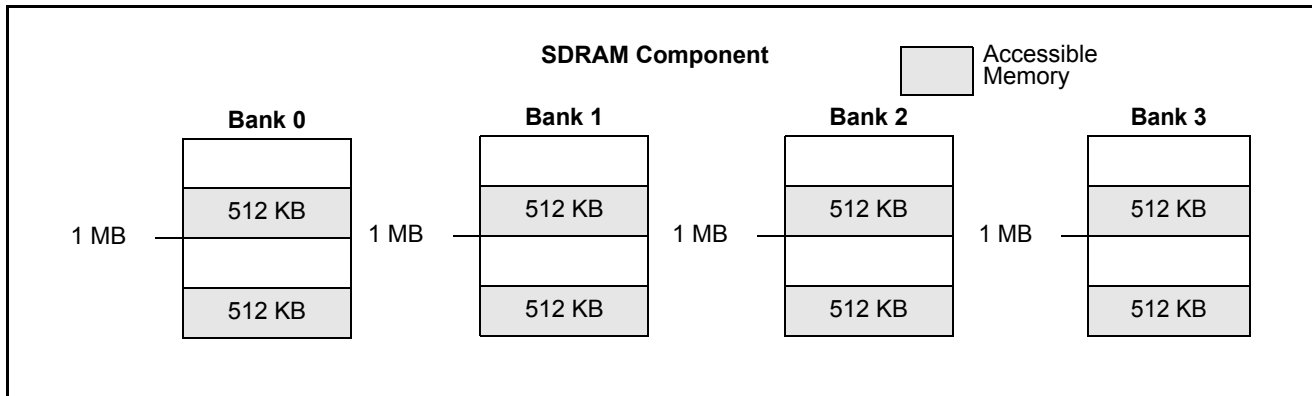 SDRAM Component
Accessible
Memory
Bank 0
Bank 1
Bank 2
Bank 3
512 KB
512 KB
512 KB
512 KB
1 MB
1 MB
1 MB
1 MB
512 KB
512 KB
512 KB
512 KB